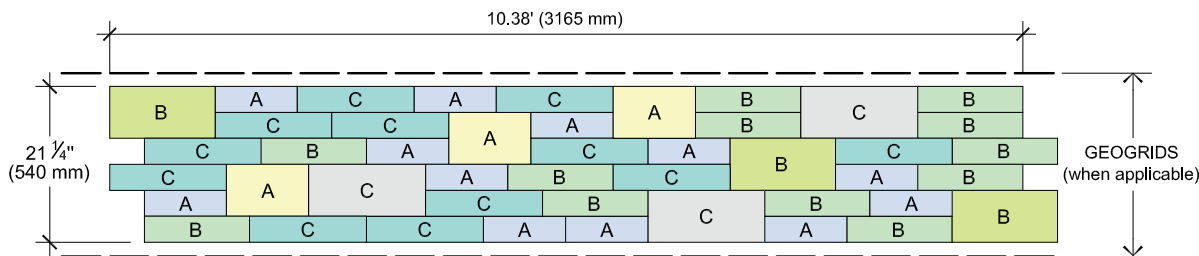 10.38' (3165 mm)
B A C A C A B C B
C C A A B B
21 ¼" (540 mm)
C B A C A B C B
GEOGRIDS (when applicable)
C A C A B C A B
A C B C B A B
B C C A A A B